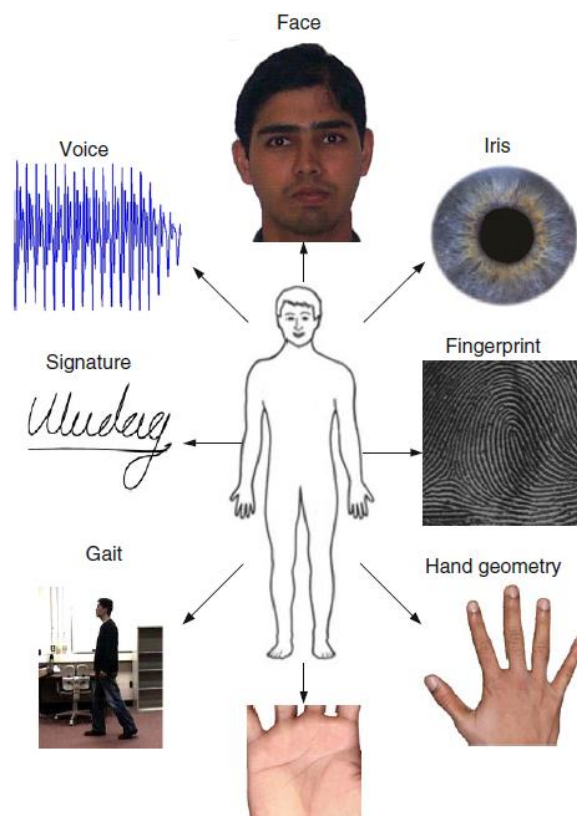 Face
Voice
Iris
Signature
Fingerprint
Gait
Hand geometry